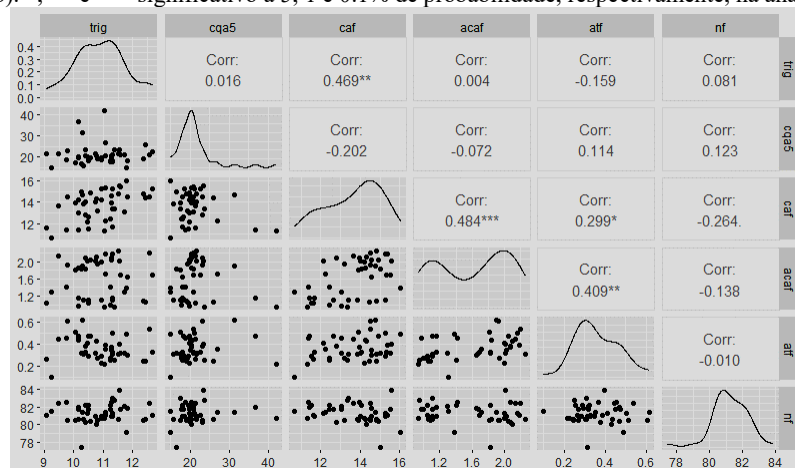 significativo a 5, 1 e 0.1% de probabilidade, respectivamente, na
trig cqa5 caf acaf atf nf
0.4
0.3
0.2
0.1
0.0
Corr:
0.016
Corr:
0.469**
Corr:
0.004
Corr:
-0.159
Corr:
0.081
trig
40
30
20
Corr:
-0.202
Corr:
-0.072
Corr:
0.114
Corr:
0.123
cqa5
16
14
12
Corr:
0.484***
Corr:
0.299*
Corr:
-0.264.
caf
2.0
1.6
1.2
Corr:
0.409**
Corr:
-0.138
acaf
0.6
0.4
0.2
Corr:
-0.010
atf
84
82
80
78
nf
9 10 11 12 20 30 40 12 14 16 1.2 1.6 2.0 0.2 0.4 0.6 78 80 82 84